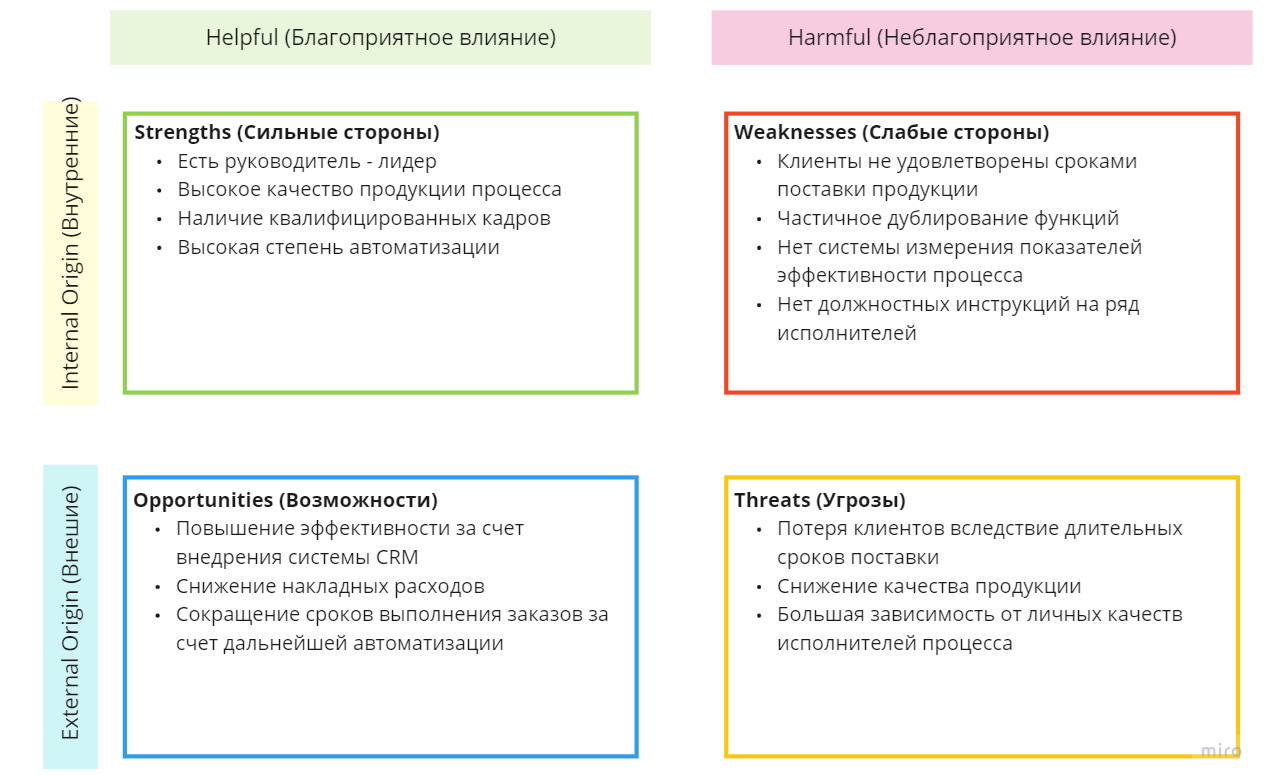 Helpful (Благоприятное влияние)
Harmful (Неблагоприятное влияние)
Internal Origin (Внутренние)
Strengths (Сильные стороны)
• Есть руководитель - лидер
• Высокое качество продукции процесса
• Наличие квалифицированных кадров
• Высокая степень автоматизации
Weaknesses (Слабые стороны)
• Клиенты не удовлетворены сроками
поставки продукции
• Частичное дублирование функций
• Нет системы измерения показателей
эффективности процесса
• Нет должностных инструкций на ряд
исполнителей
External Origin (Внешие)
Opportunities (Возможности)
• Повышение эффективности за счет
внедрения системы CRM
• Снижение накладных расходов
• Сокращение сроков выполнения заказов за
счет дальнейшей автоматизации
Threats (Угрозы)
• Потеря клиентов вследствие длительных
сроков поставки
• Снижение качества продукции
• Большая зависимость от личных качеств
исполнителей процесса
miro